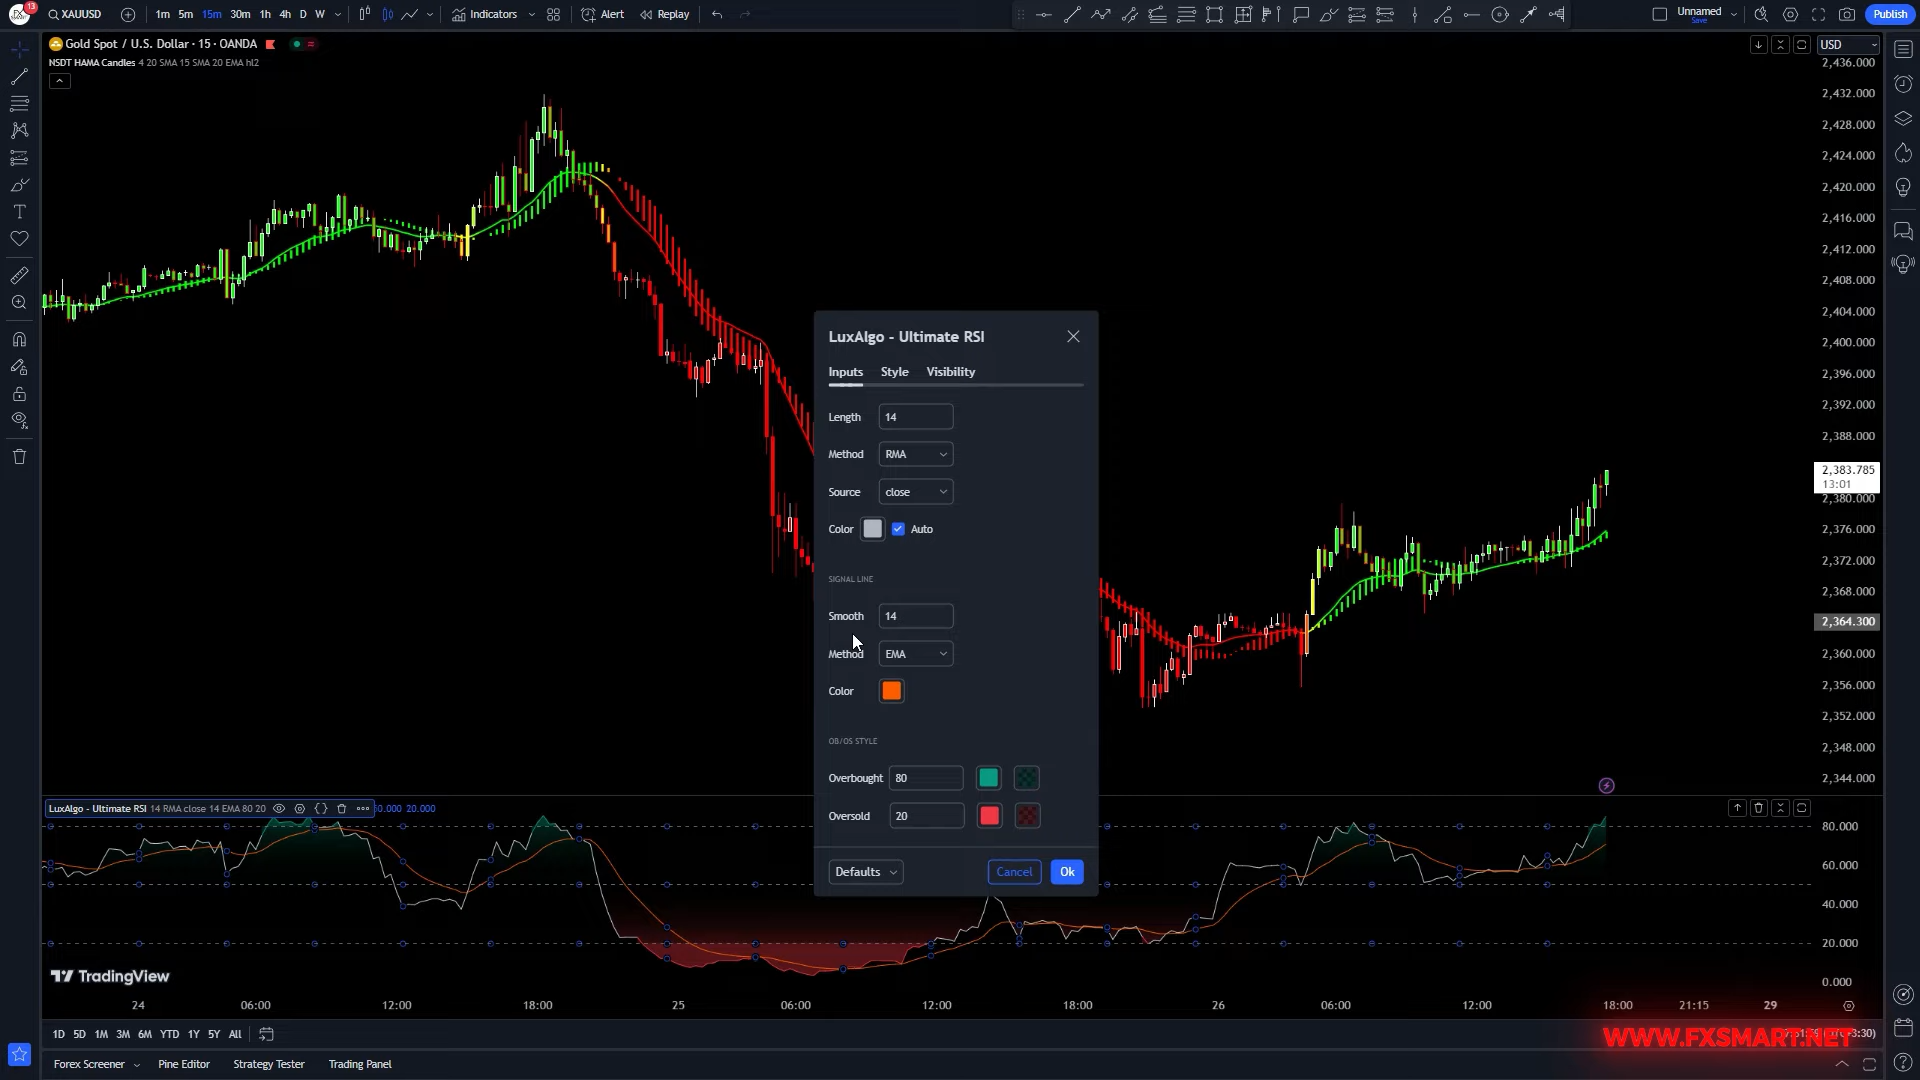 13
XAUUSD
1m 5m 15m 30m 1h 4h D W
Indicators
Alert
Replay
Unnamed
Save
Publish
Gold Spot / U.S. Dollar · 15 · OANDA
NSDT HAMA Candles 4 20 SMA 15 SMA 20 EMA hl2
USD
2,436.000
2,432.000
2,428.000
2,424.000
2,420.000
2,416.000
2,412.000
2,408.000
2,404.000
2,400.000
2,396.000
2,392.000
2,388.000
2,383.785
13:01
2,380.000
2,376.000
2,372.000
2,368.000
2,364.300
2,360.000
2,356.000
2,352.000
2,348.000
2,344.000
LuxAlgo - Ultimate RSI
Inputs Style Visibility
Length 14
Method RMA
Source close
Color Auto
SIGNAL LINE
Smooth 14
Method EMA
Color
OB/OS STYLE
Overbought 80
Oversold 20
Defaults Cancel Ok
LuxAlgo - Ultimate RSI 14 RMA close 14 EMA 80 20
20.000
80.000
60.000
40.000
20.000
0.000
TradingView
24 06:00 12:00 18:00 25 06:00 12:00 18:00 26 06:00 12:00 18:00 21:15 29
1D 5D 1M 3M 6M YTD 1Y 5Y All
WWW.FXSMART.NET
Forex Screener Pine Editor Strategy Tester Trading Panel